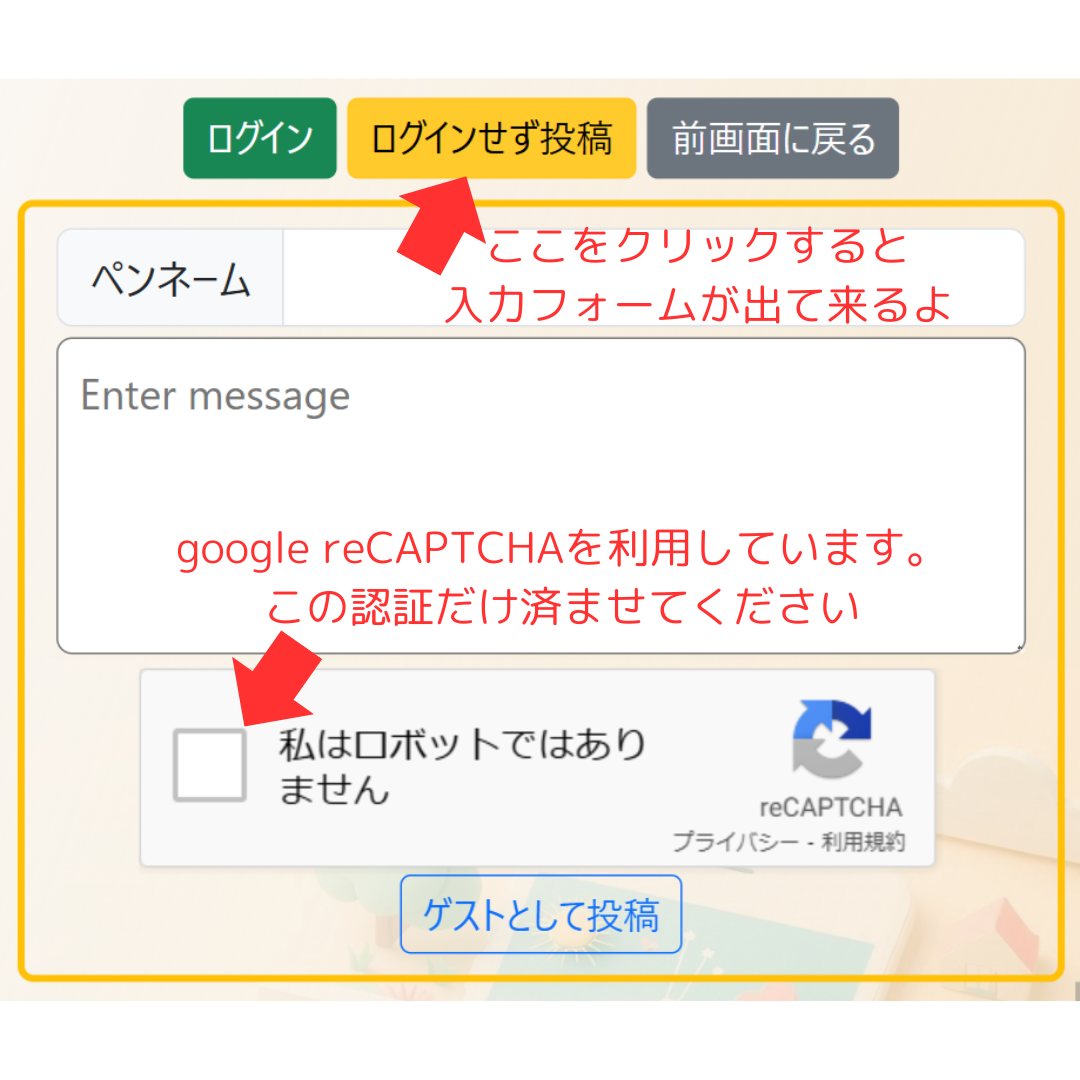 ログイン
ログインせず投稿
前画面に戻る
ペンネーム
ここをクリックすると
入力フォームが出て来るよ
Enter message
google reCAPTCHAを利用しています。
この認証だけ済ませてください
私はロボットではあり
ません
reCAPTCHA
プライバシー - 利用規約
ゲストとして投稿